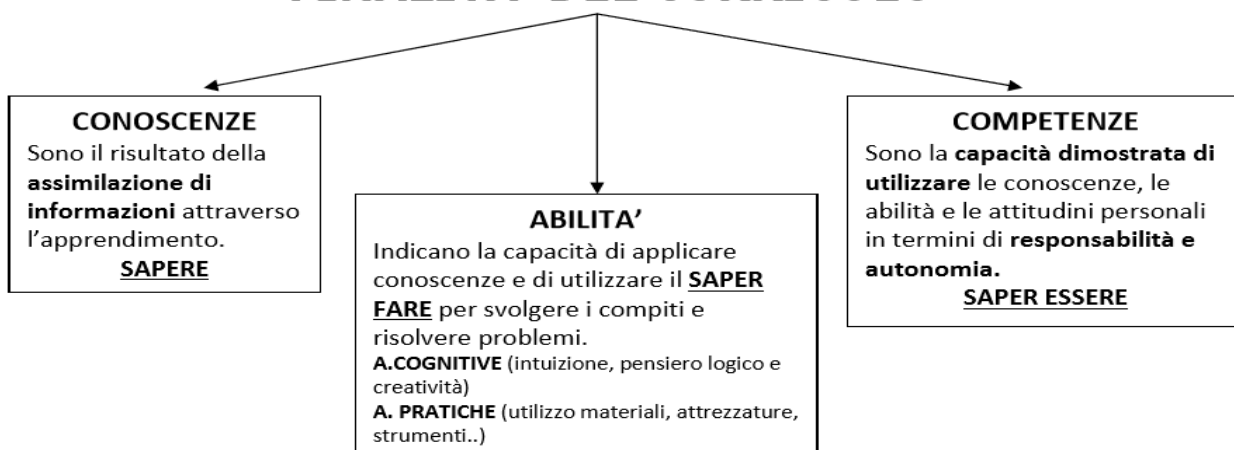 CONOSCENZE
Sono il risultato della
assimilazione di
informazioni attraverso
l’apprendimento.
SAPERE
ABILITA’
Indicano la capacità di applicare
conoscenze e di utilizzare il SAPER
FARE per svolgere i compiti e
risolvere problemi.
A.COGNITIVE (intuizione, pensiero logico e
creatività)
A. PRATICHE (utilizzo materiali, attrezzature,
strumenti..)
COMPETENZE
Sono la capacità dimostrata di
utilizzare le conoscenze, le
abilità e le attitudini personali
in termini di responsabilità e
autonomia.
SAPER ESSERE